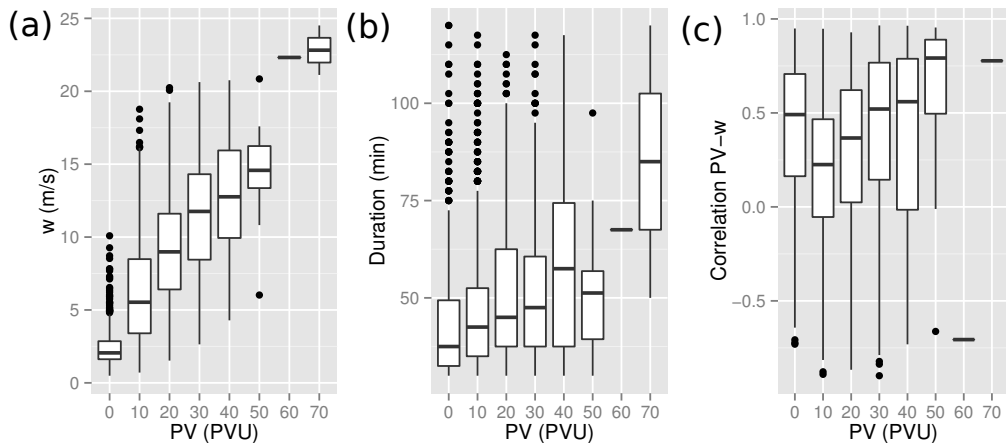 (a)
25
20
15
10
5
0
w (m/s)
0 10 20 30 40 50 60 70
PV (PVU)
(b)
100
75
50
Duration (min)
0 10 20 30 40 50 60 70
PV (PVU)
(c)
1.0
0.5
0.0
−0.5
Correlation PV−w
0 10 20 30 40 50 60 70
PV (PVU)